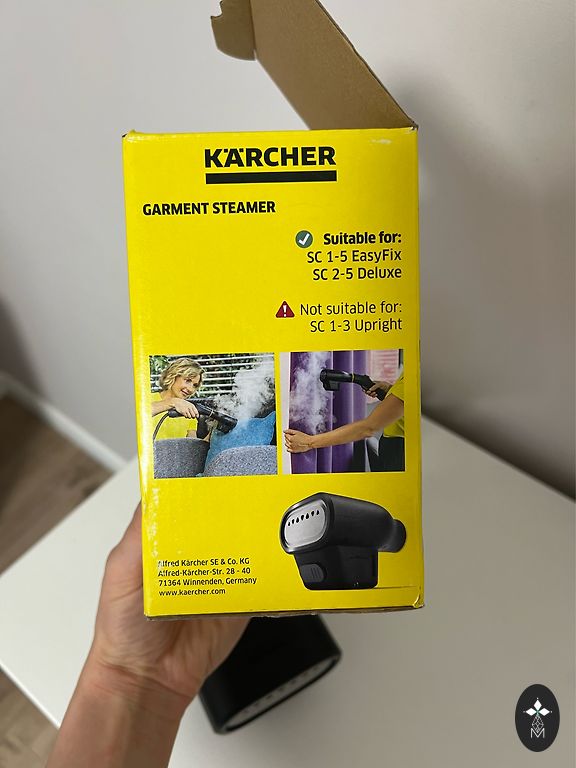 KÄRCHER
GARMENT STEAMER
Suitable for:
SC 1-5 EasyFix
SC 2-5 Deluxe
Not suitable for:
SC 1-3 Upright
Alfred Kärcher SE & Co. KG
Alfred-Kärcher-Str. 28 - 40
71364 Winnenden, Germany
www.kaercher.com
M